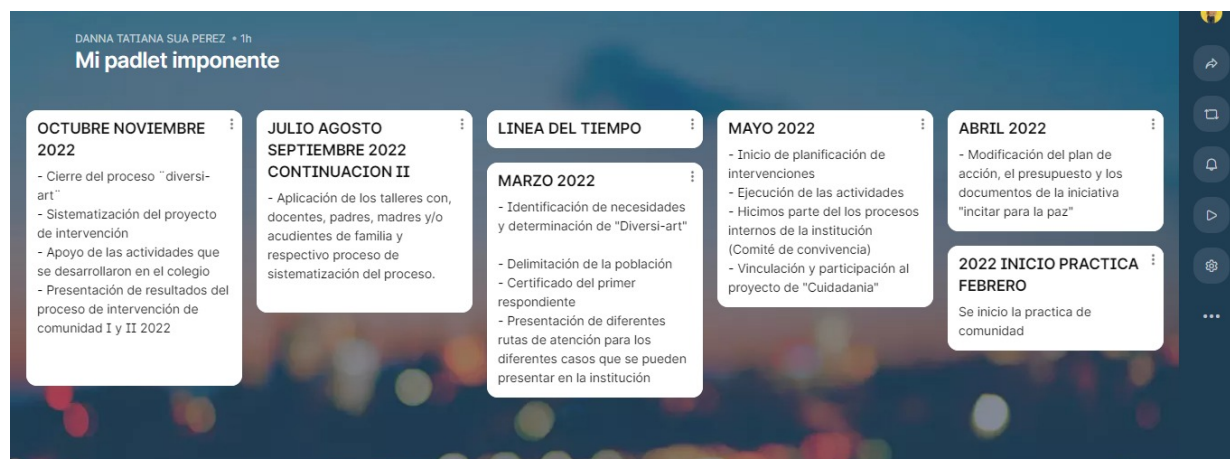 DANNA TATIANA SUA PEREZ • 1h
Mi padlet imponente
OCTUBRE NOVIEMBRE
2022
- Cierre del proceso ¨diversi-
art¨
- Sistematización del proyecto
de intervención
- Apoyo de las actividades que
se desarrollaron en el colegio
- Presentación de resultados del
proceso de intervención de
comunidad I y II 2022
JULIO AGOSTO
SEPTIEMBRE 2022
CONTINUACION II
- Aplicación de los talleres con,
docentes, padres, madres y/o
acudientes de familia y
respectivo proceso de
sistematización del proceso.
LINEA DEL TIEMPO
MARZO 2022
- Identificación de necesidades
y determinación de "Diversi-art"
- Delimitación de la población
- Certificado del primer
respondiente
- Presentación de diferentes
rutas de atención para los
diferentes casos que se pueden
presentar en la institución
MAYO 2022
- Inicio de planificación de
intervenciones
- Ejecución de las actividades
- Hicimos parte del los procesos
internos de la institución
(Comité de convivencia)
- Vinculación y participación al
proyecto de "Cuidadania"
ABRIL 2022
- Modificación del plan de
acción, el presupuesto y los
documentos de la iniciativa
"incitar para la paz"
2022 INICIO PRACTICA
FEBRERO
Se inicio la practica de
comunidad